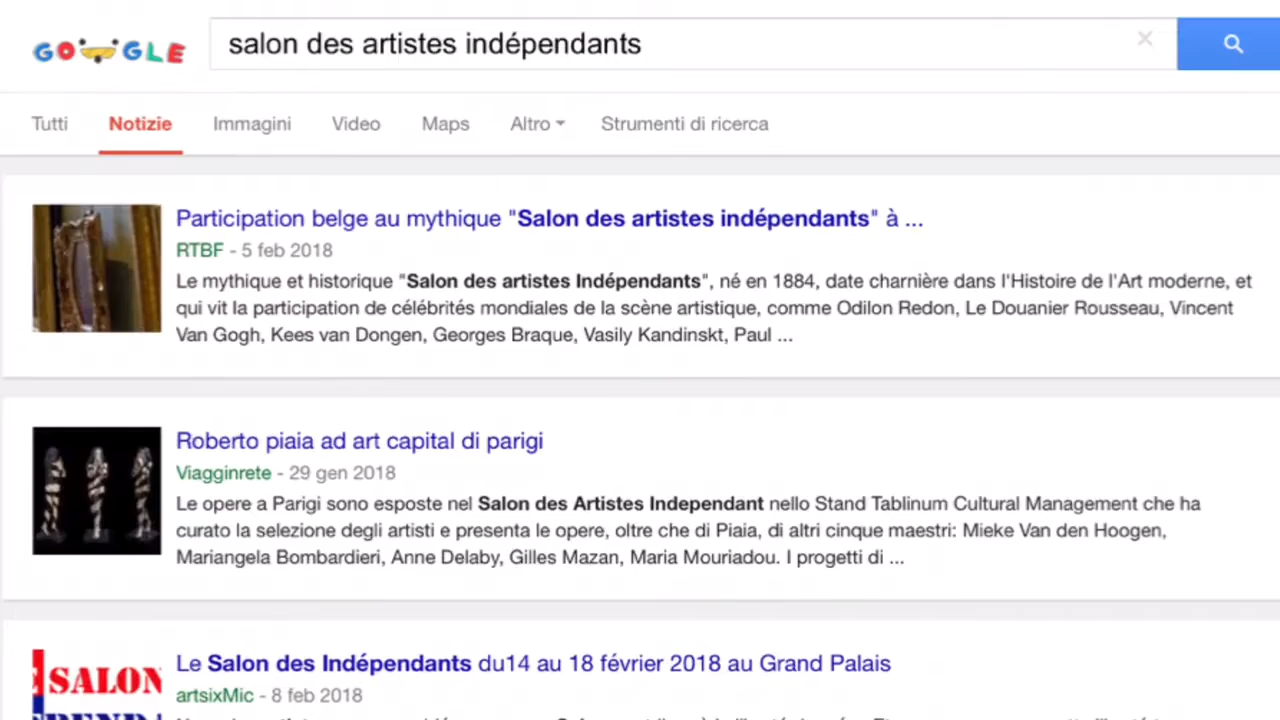 GOOGLE
salon des artistes indépendants
Tutti Notizie Immagini Video Maps Altro Strumenti di ricerca
Participation belge au mythique "Salon des artistes indépendants" à ...
RTBF - 5 feb 2018
Le mythique et historique "Salon des artistes Indépendants", né en 1884, date charnière dans l'Histoire de l'Art moderne, et
qui vit la participation de célébrités mondiales de la scène artistique, comme Odilon Redon, Le Douanier Rousseau, Vincent
Van Gogh, Kees van Dongen, Georges Braque, Vasily Kandinskt, Paul ...
Roberto piaia ad art capital di parigi
Viagginrete - 29 gen 2018
Le opere a Parigi sono esposte nel Salon des Artistes Independant nello Stand Tablinum Cultural Management che ha
curato la selezione degli artisti e presenta le opere, oltre che di Piaia, di altri cinque maestri: Mieke Van den Hoogen,
Mariangela Bombardieri, Anne Delaby, Gilles Mazan, Maria Mouriadou. I progetti di ...
SALON
Le Salon des Indépendants du14 au 18 février 2018 au Grand Palais
artsixMic - 8 feb 2018